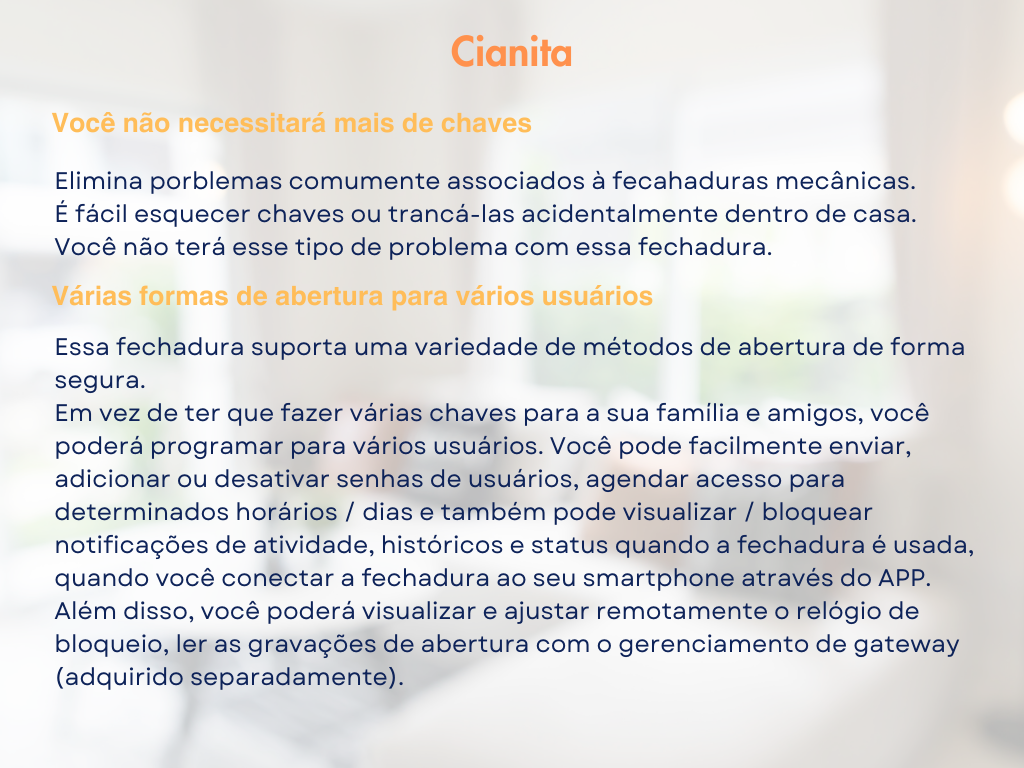 Cianita
Você não necessitará mais de chaves
Elimina porblemas comumente associados à fecahaduras mecânicas.
É fácil esquecer chaves ou trancá-las acidentalmente dentro de casa.
Você não terá esse tipo de problema com essa fechadura.
Várias formas de abertura para vários usuários
Essa fechadura suporta uma variedade de métodos de abertura de forma
segura.
Em vez de ter que fazer várias chaves para a sua família e amigos, você
poderá programar para vários usuários. Você pode facilmente enviar,
adicionar ou desativar senhas de usuários, agendar acesso para
determinados horários / dias e também pode visualizar / bloquear
notificações de atividade, históricos e status quando a fechadura é usada,
quando você conectar a fechadura ao seu smartphone através do APP.
Além disso, você poderá visualizar e ajustar remotamente o relógio de
bloqueio, ler as gravações de abertura com o gerenciamento de gateway
(adquirido separadamente).